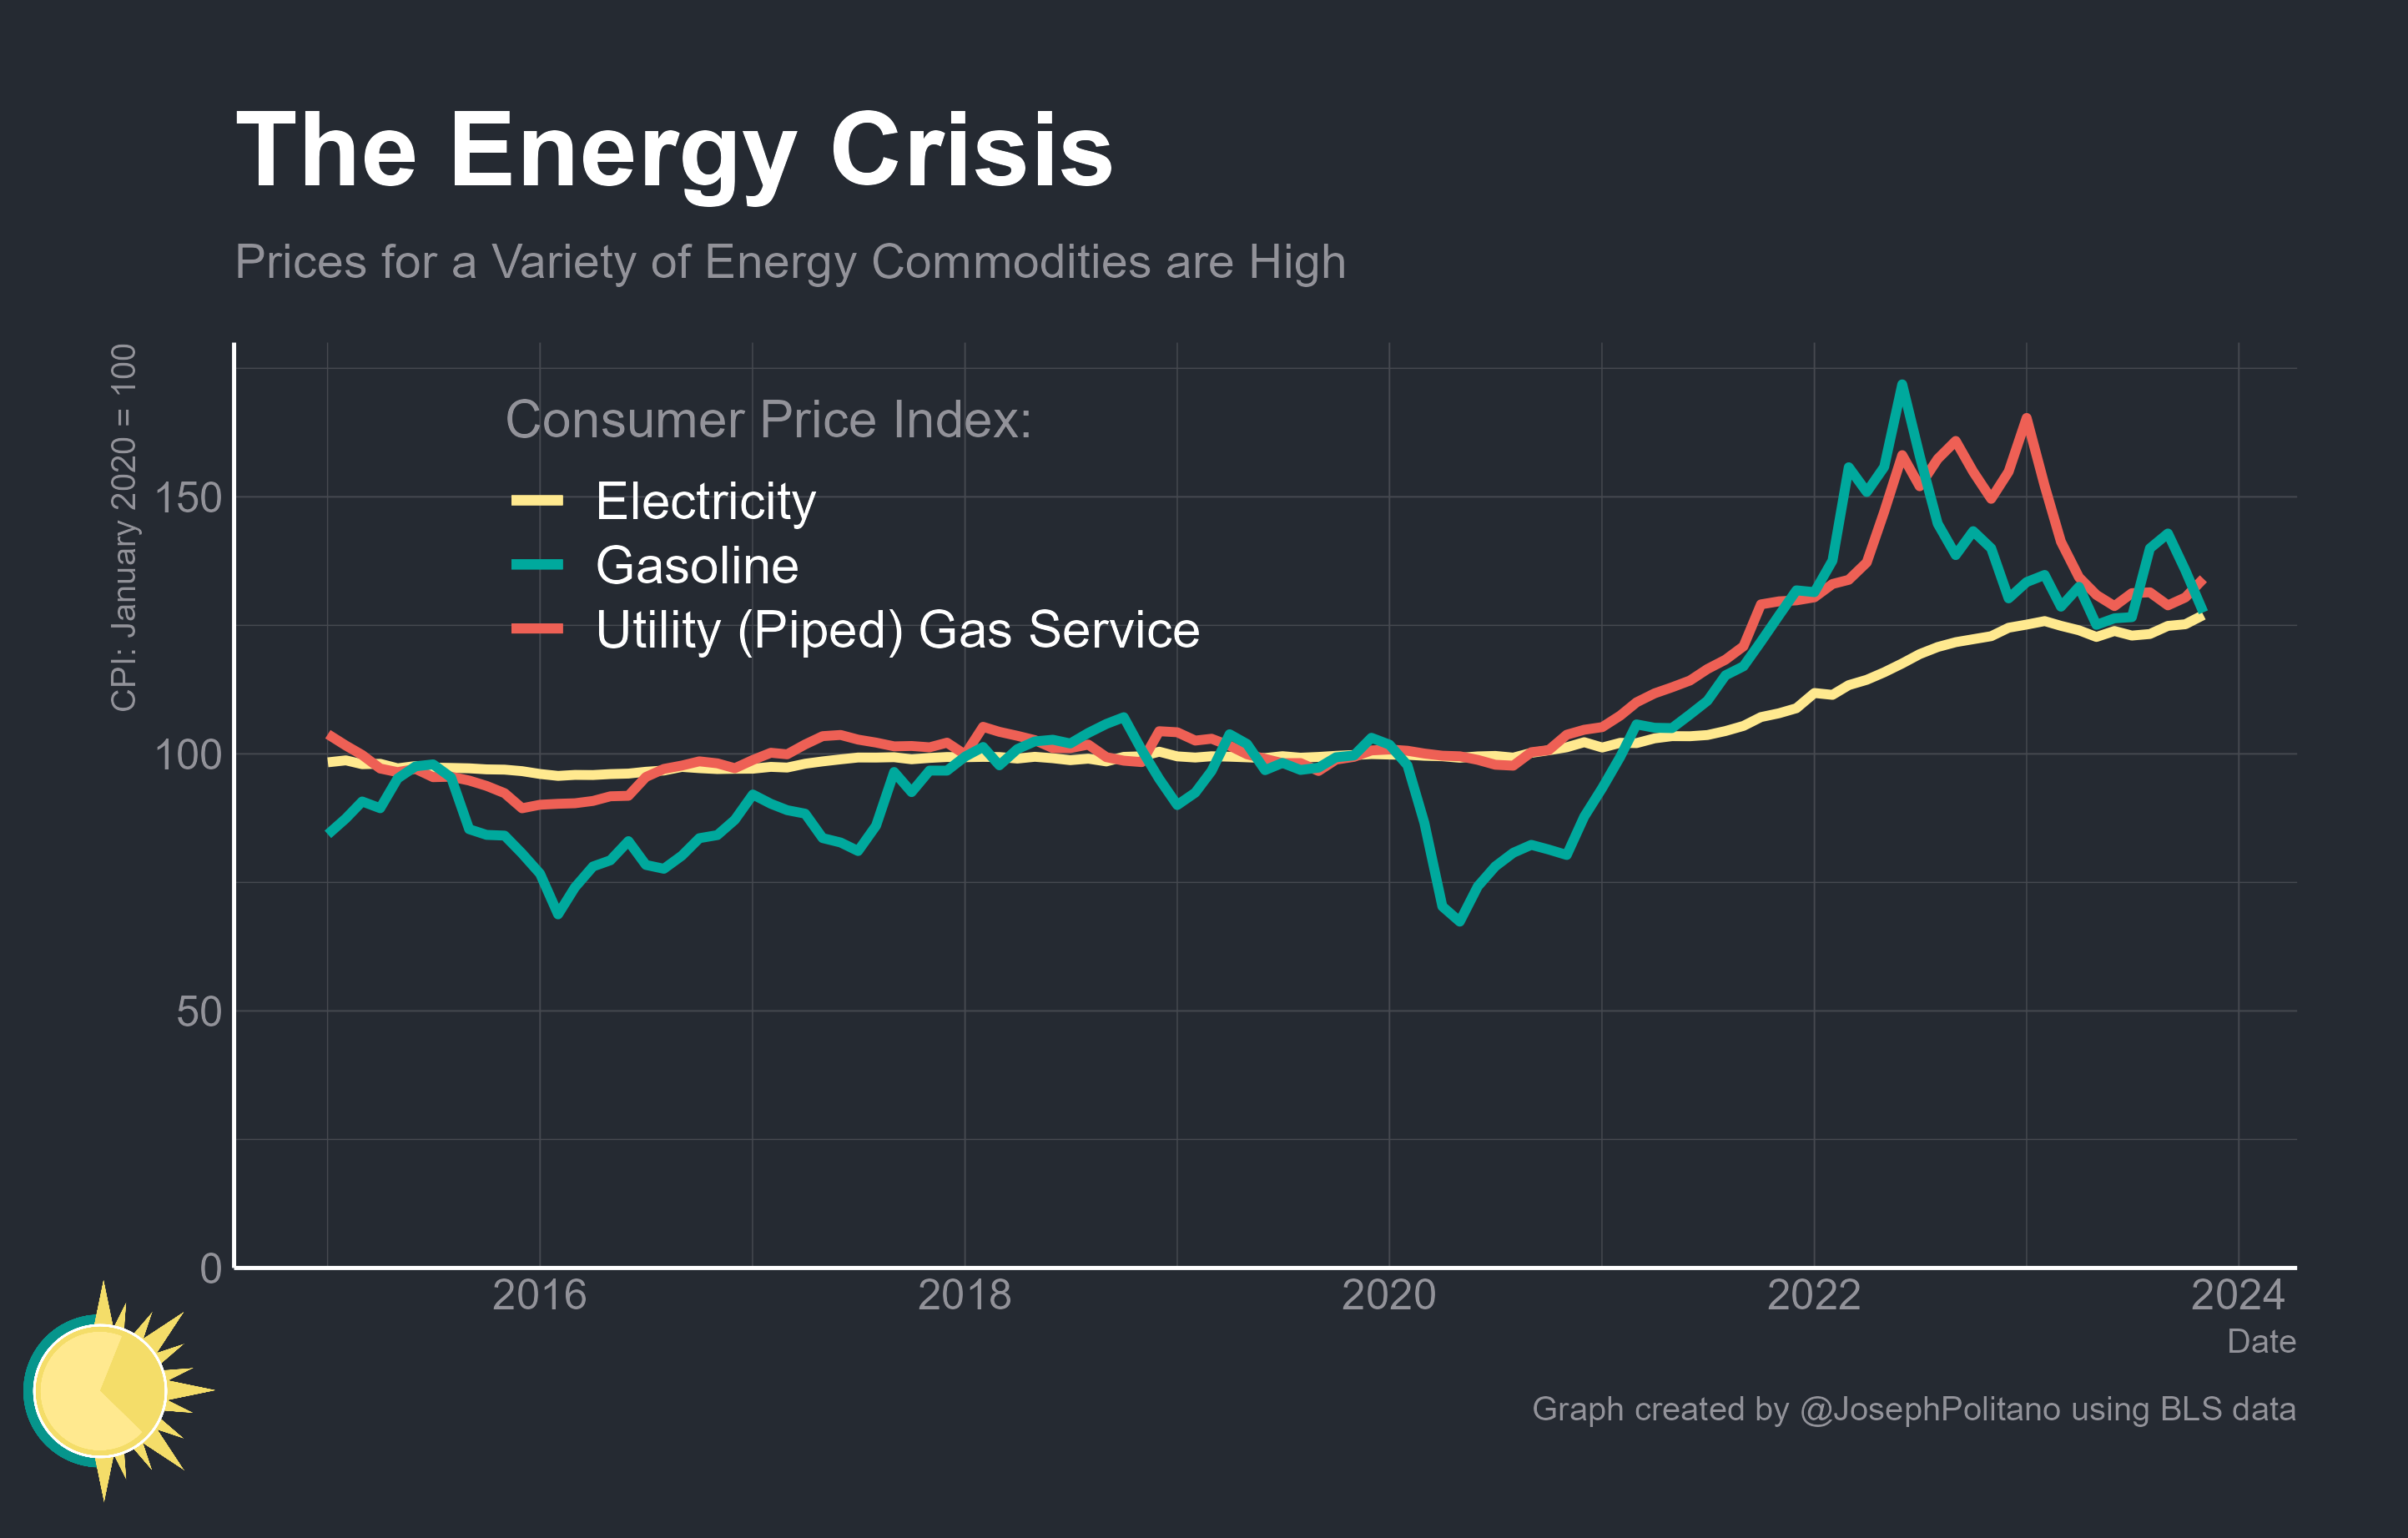 The Energy Crisis
Prices for a Variety of Energy Commodities are High
CPI: January 2020 = 100
Consumer Price Index:
Electricity
Gasoline
Utility (Piped) Gas Service
150
100
50
0
2016 2018 2020 2022 2024
Date
Graph created by @JosephPolitano using BLS data